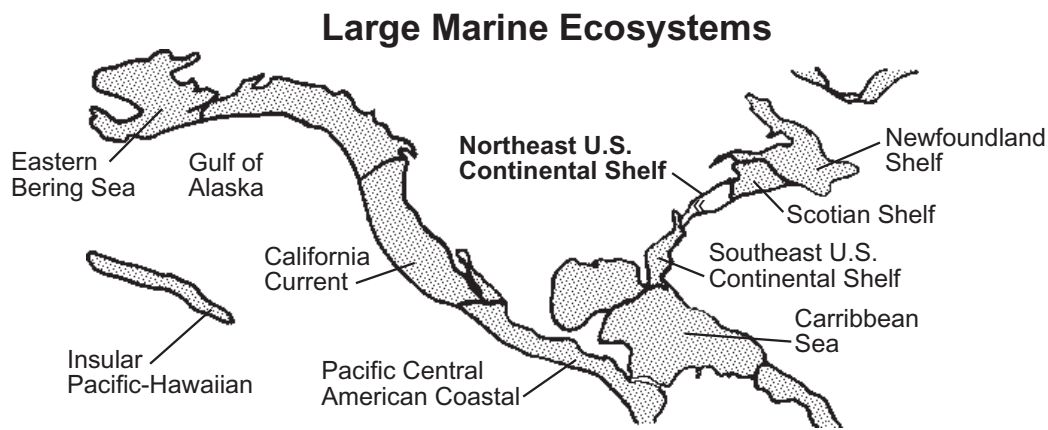 Large Marine Ecosystems
Eastern
Bering Sea
Gulf of
Alaska
Northeast U.S.
Continental Shelf
Newfoundland
Shelf
Scotian Shelf
California
Current
Southeast U.S.
Continental Shelf
Insular
Pacific-Hawaiian
Pacific Central
American Coastal
Carribbean
Sea